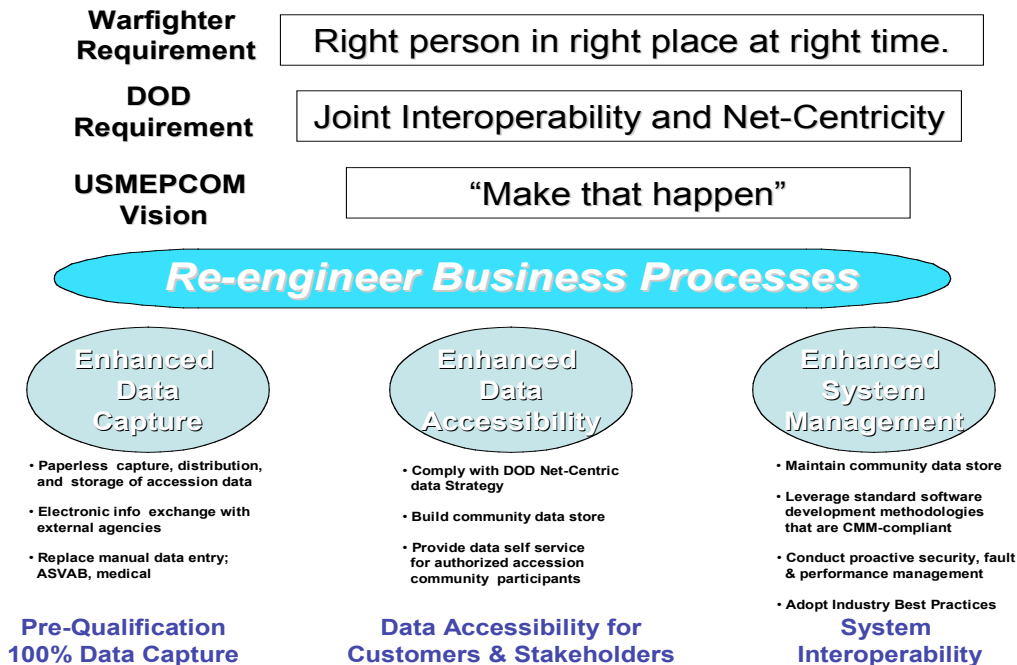 Warfighter
Requirement
Right person in right place at right time.
DOD
Requirement
Joint Interoperability and Net-Centricity
USMEPCOM
Vision
“Make that happen”
Re-engineer Business Processes
Enhanced
Data
Capture
• Paperless capture, distribution,
and storage of accession data
• Electronic info exchange with
external agencies
• Replace manual data entry;
ASVAB, medical
Pre-Qualification
100% Data Capture
Enhanced
Data
Accessibility
• Comply with DOD Net-Centric
data Strategy
• Build community data store
• Provide data self service
for authorized accession
community participants
Data Accessibility for
Customers & Stakeholders
Enhanced
System
Management
• Maintain community data store
• Leverage standard software
development methodologies
that are CMM-compliant
• Conduct proactive security, fault
& performance management
• Adopt Industry Best Practices
System
Interoperability